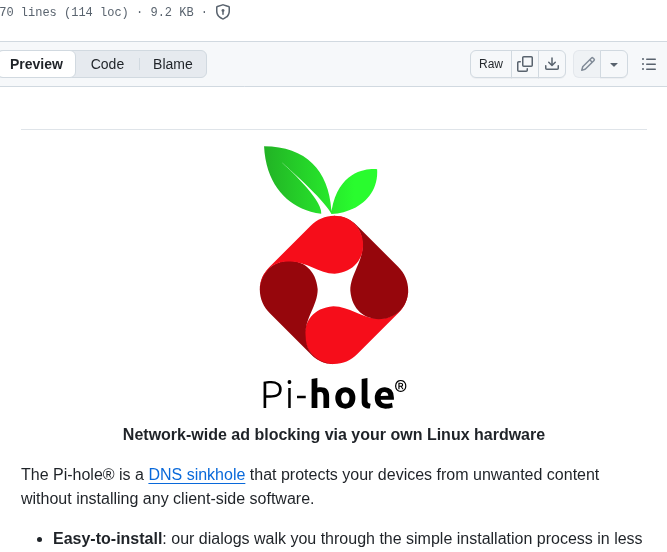 70 lines (114 loc) · 9.2 KB ·
Preview Code Blame Raw
Pi-hole®
Network-wide ad blocking via your own Linux hardware
The Pi-hole® is a DNS sinkhole that protects your devices from unwanted content
without installing any client-side software.
• Easy-to-install: our dialogs walk you through the simple installation process in less